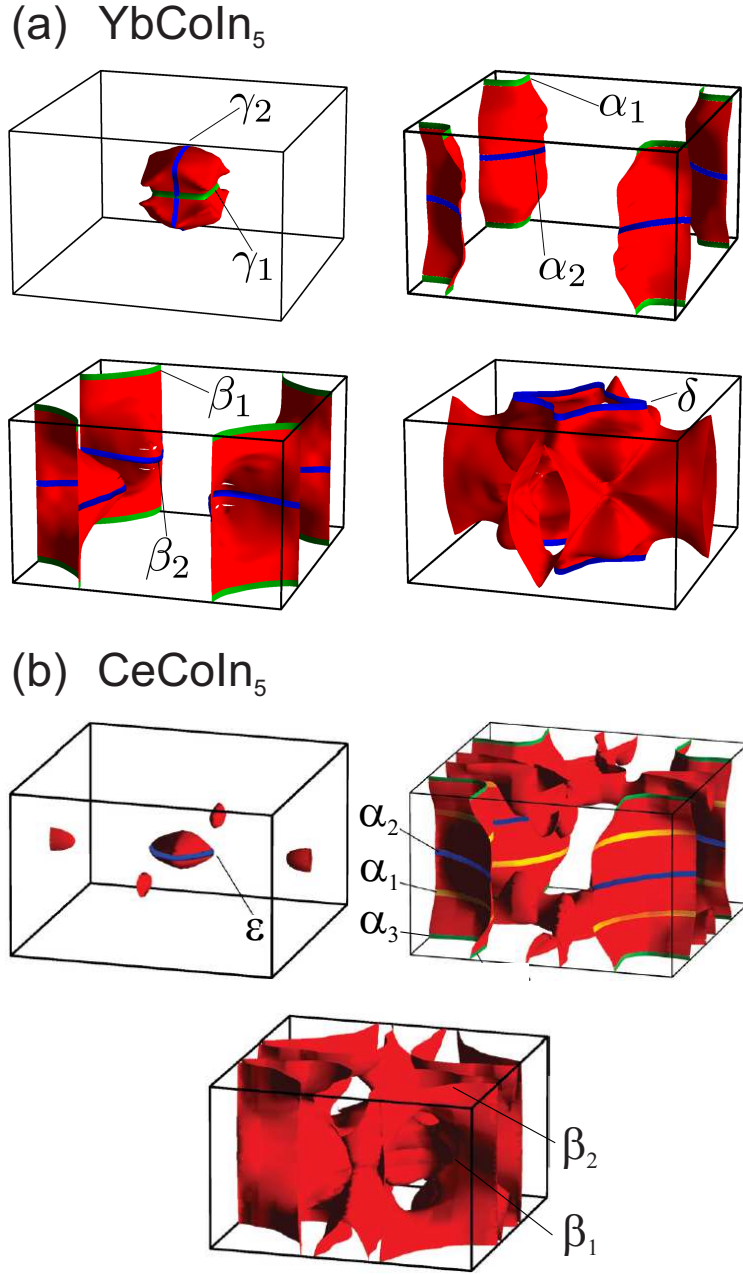 (a) YbCoIn₅
γ₂
γ₁
α₁
α₂
β₁
β₂
δ
(b) CeCoIn₅
ε
α₂
α₁
α₃
β₂
β₁